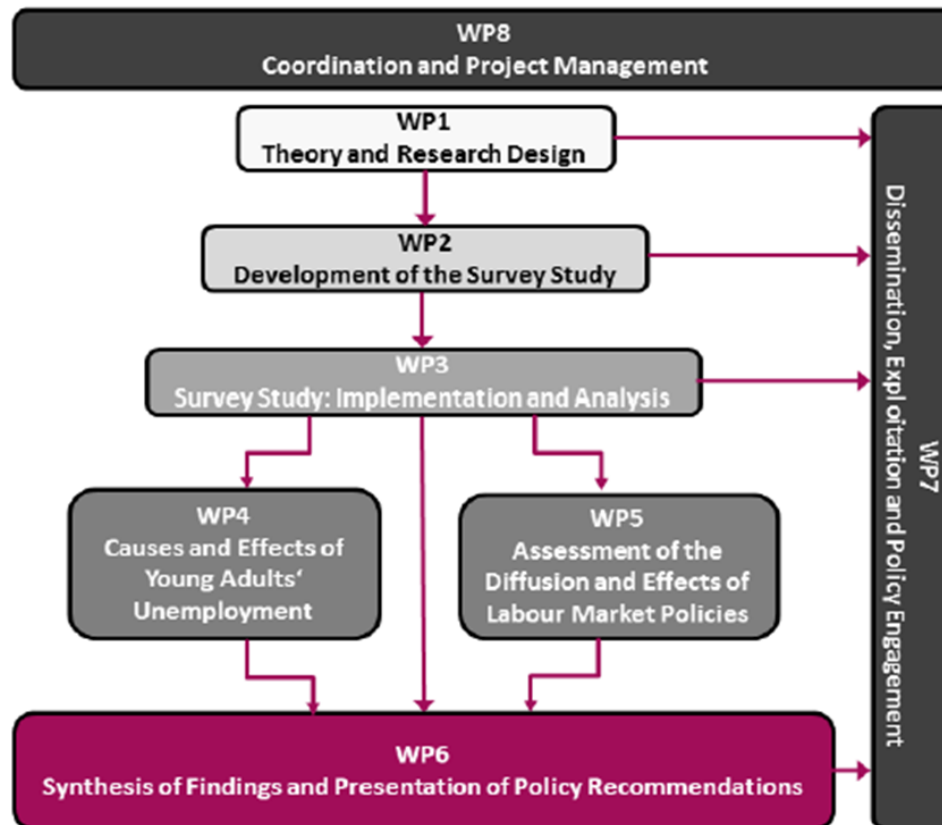 WP8
Coordination and Project Management
WP1
Theory and Research Design
WP2
Development of the Survey Study
WP3
Survey Study: Implementation and Analysis
WP4
Causes and Effects of
Young Adults‘
Unemployment
WP5
Assessment of the
Diffusion and Effects of
Labour Market Policies
WP6
Synthesis of Findings and Presentation of Policy Recommendations
WP7
Dissemination, Exploitation and Policy Engagement